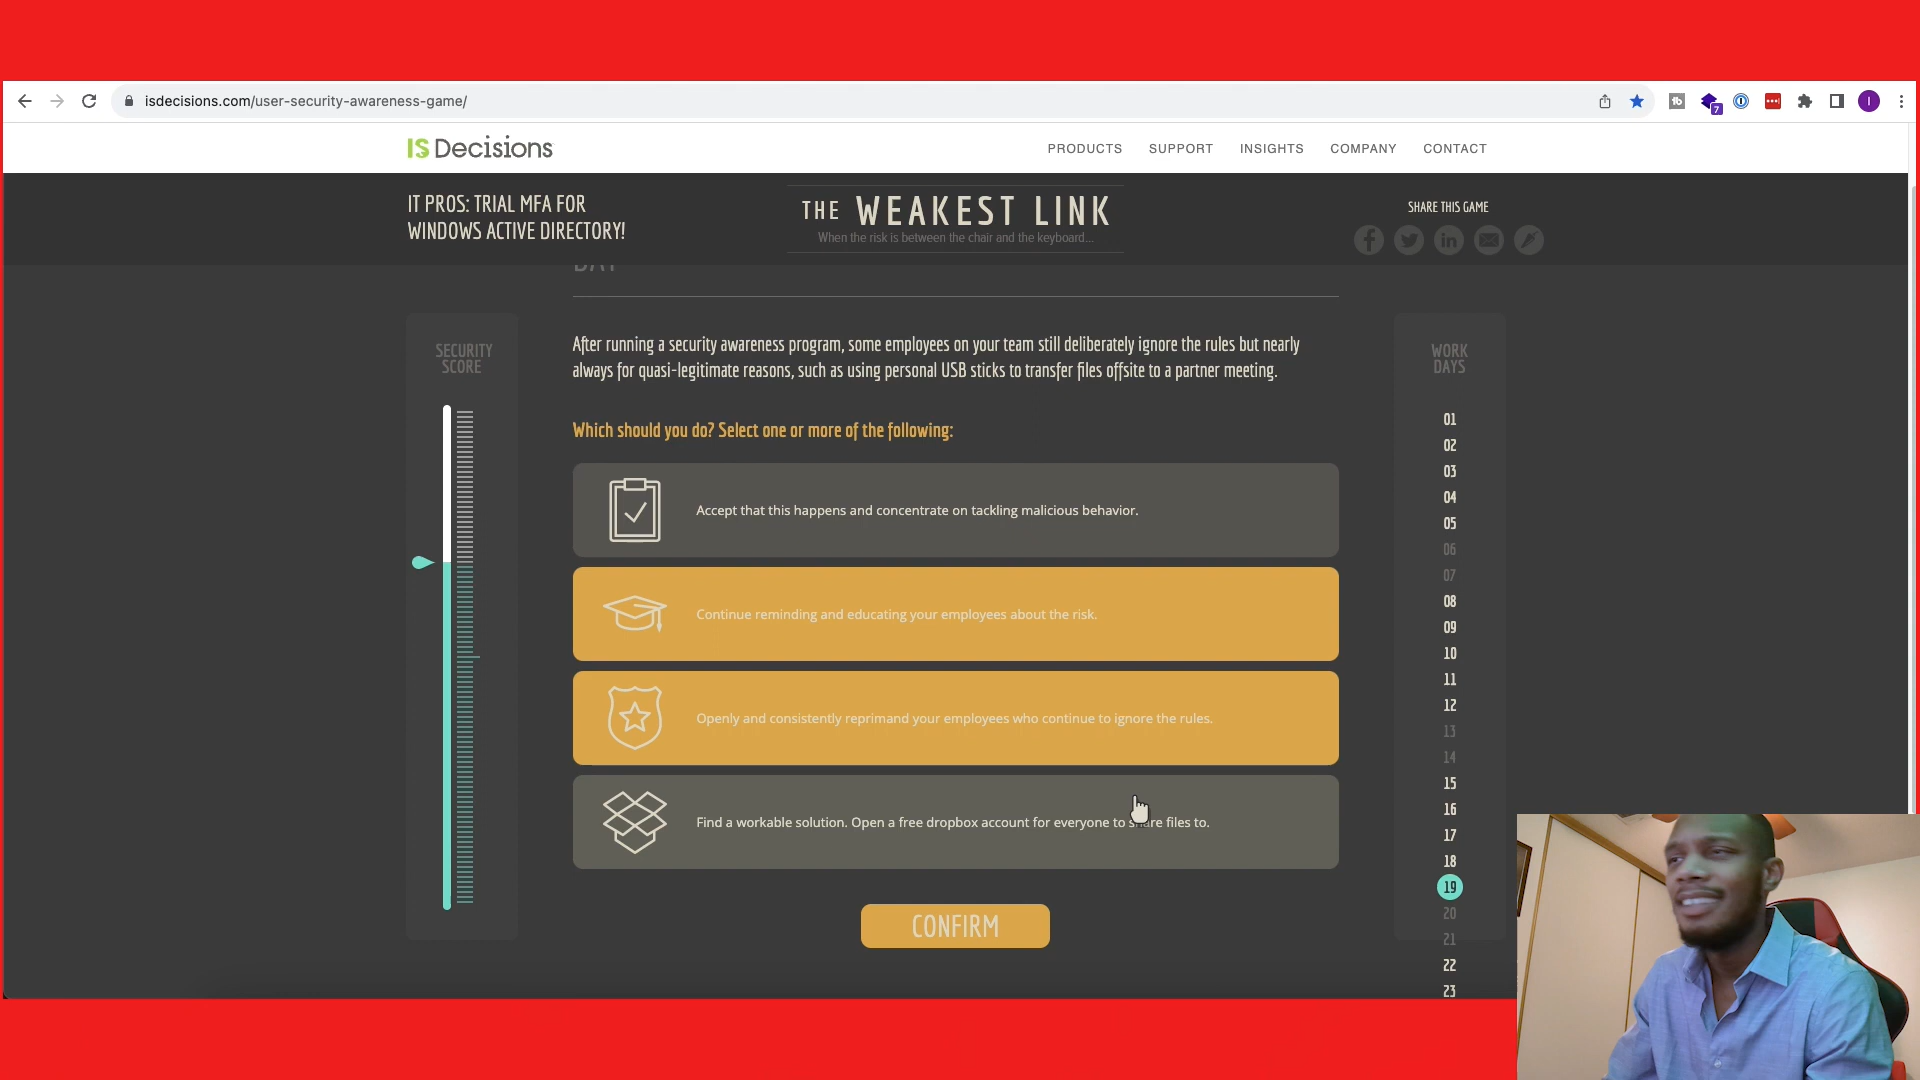 isdecisions.com/user-security-awareness-game/
7
I
IS Decisions
PRODUCTS SUPPORT INSIGHTS COMPANY CONTACT
IT PROS: TRIAL MFA FOR
WINDOWS ACTIVE DIRECTORY!
THE WEAKEST LINK
When the risk is between the chair and the keyboard...
SHARE THIS GAME
DAY
SECURITY
SCORE
After running a security awareness program, some employees on your team still deliberately ignore the rules but nearly
always for quasi-legitimate reasons, such as using personal USB sticks to transfer files offsite to a partner meeting.
Which should you do? Select one or more of the following:
Accept that this happens and concentrate on tackling malicious behavior.
Continue reminding and educating your employees about the risk.
Openly and consistently reprimand your employees who continue to ignore the rules.
Find a workable solution. Open a free dropbox account for everyone to share files to.
CONFIRM
WORK
DAYS
01
02
03
04
05
06
07
08
09
10
11
12
13
14
15
16
17
18
19
20
21
22
23